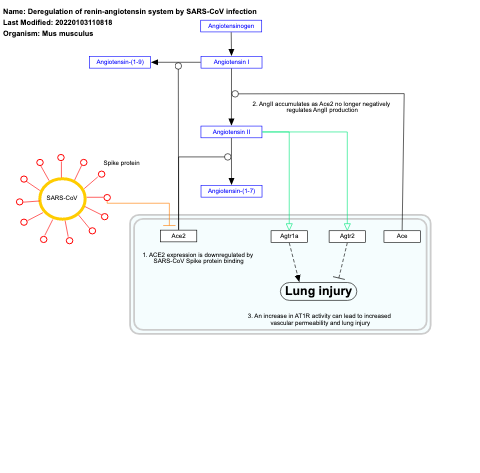 Name: Deregulation of renin-angiotensin system by SARS-CoV infection
Last Modified: 20220103110818
Organism: Mus musculus
Angiotensinogen
Angiotensin-(1-9)
Angiotensin I
2. AngII accumulates as Ace2 no longer negatively
regulates AngII production
Angiotensin II
Spike protein
Angiotensin-(1-7)
SARS-CoV
Ace2
Agtr1a
Agtr2
Ace
1. ACE2 expression is downregulated by
SARS-CoV Spike protein binding
Lung injury
3. An increase in AT1R activity can lead to increased
vascular permeability and lung injury